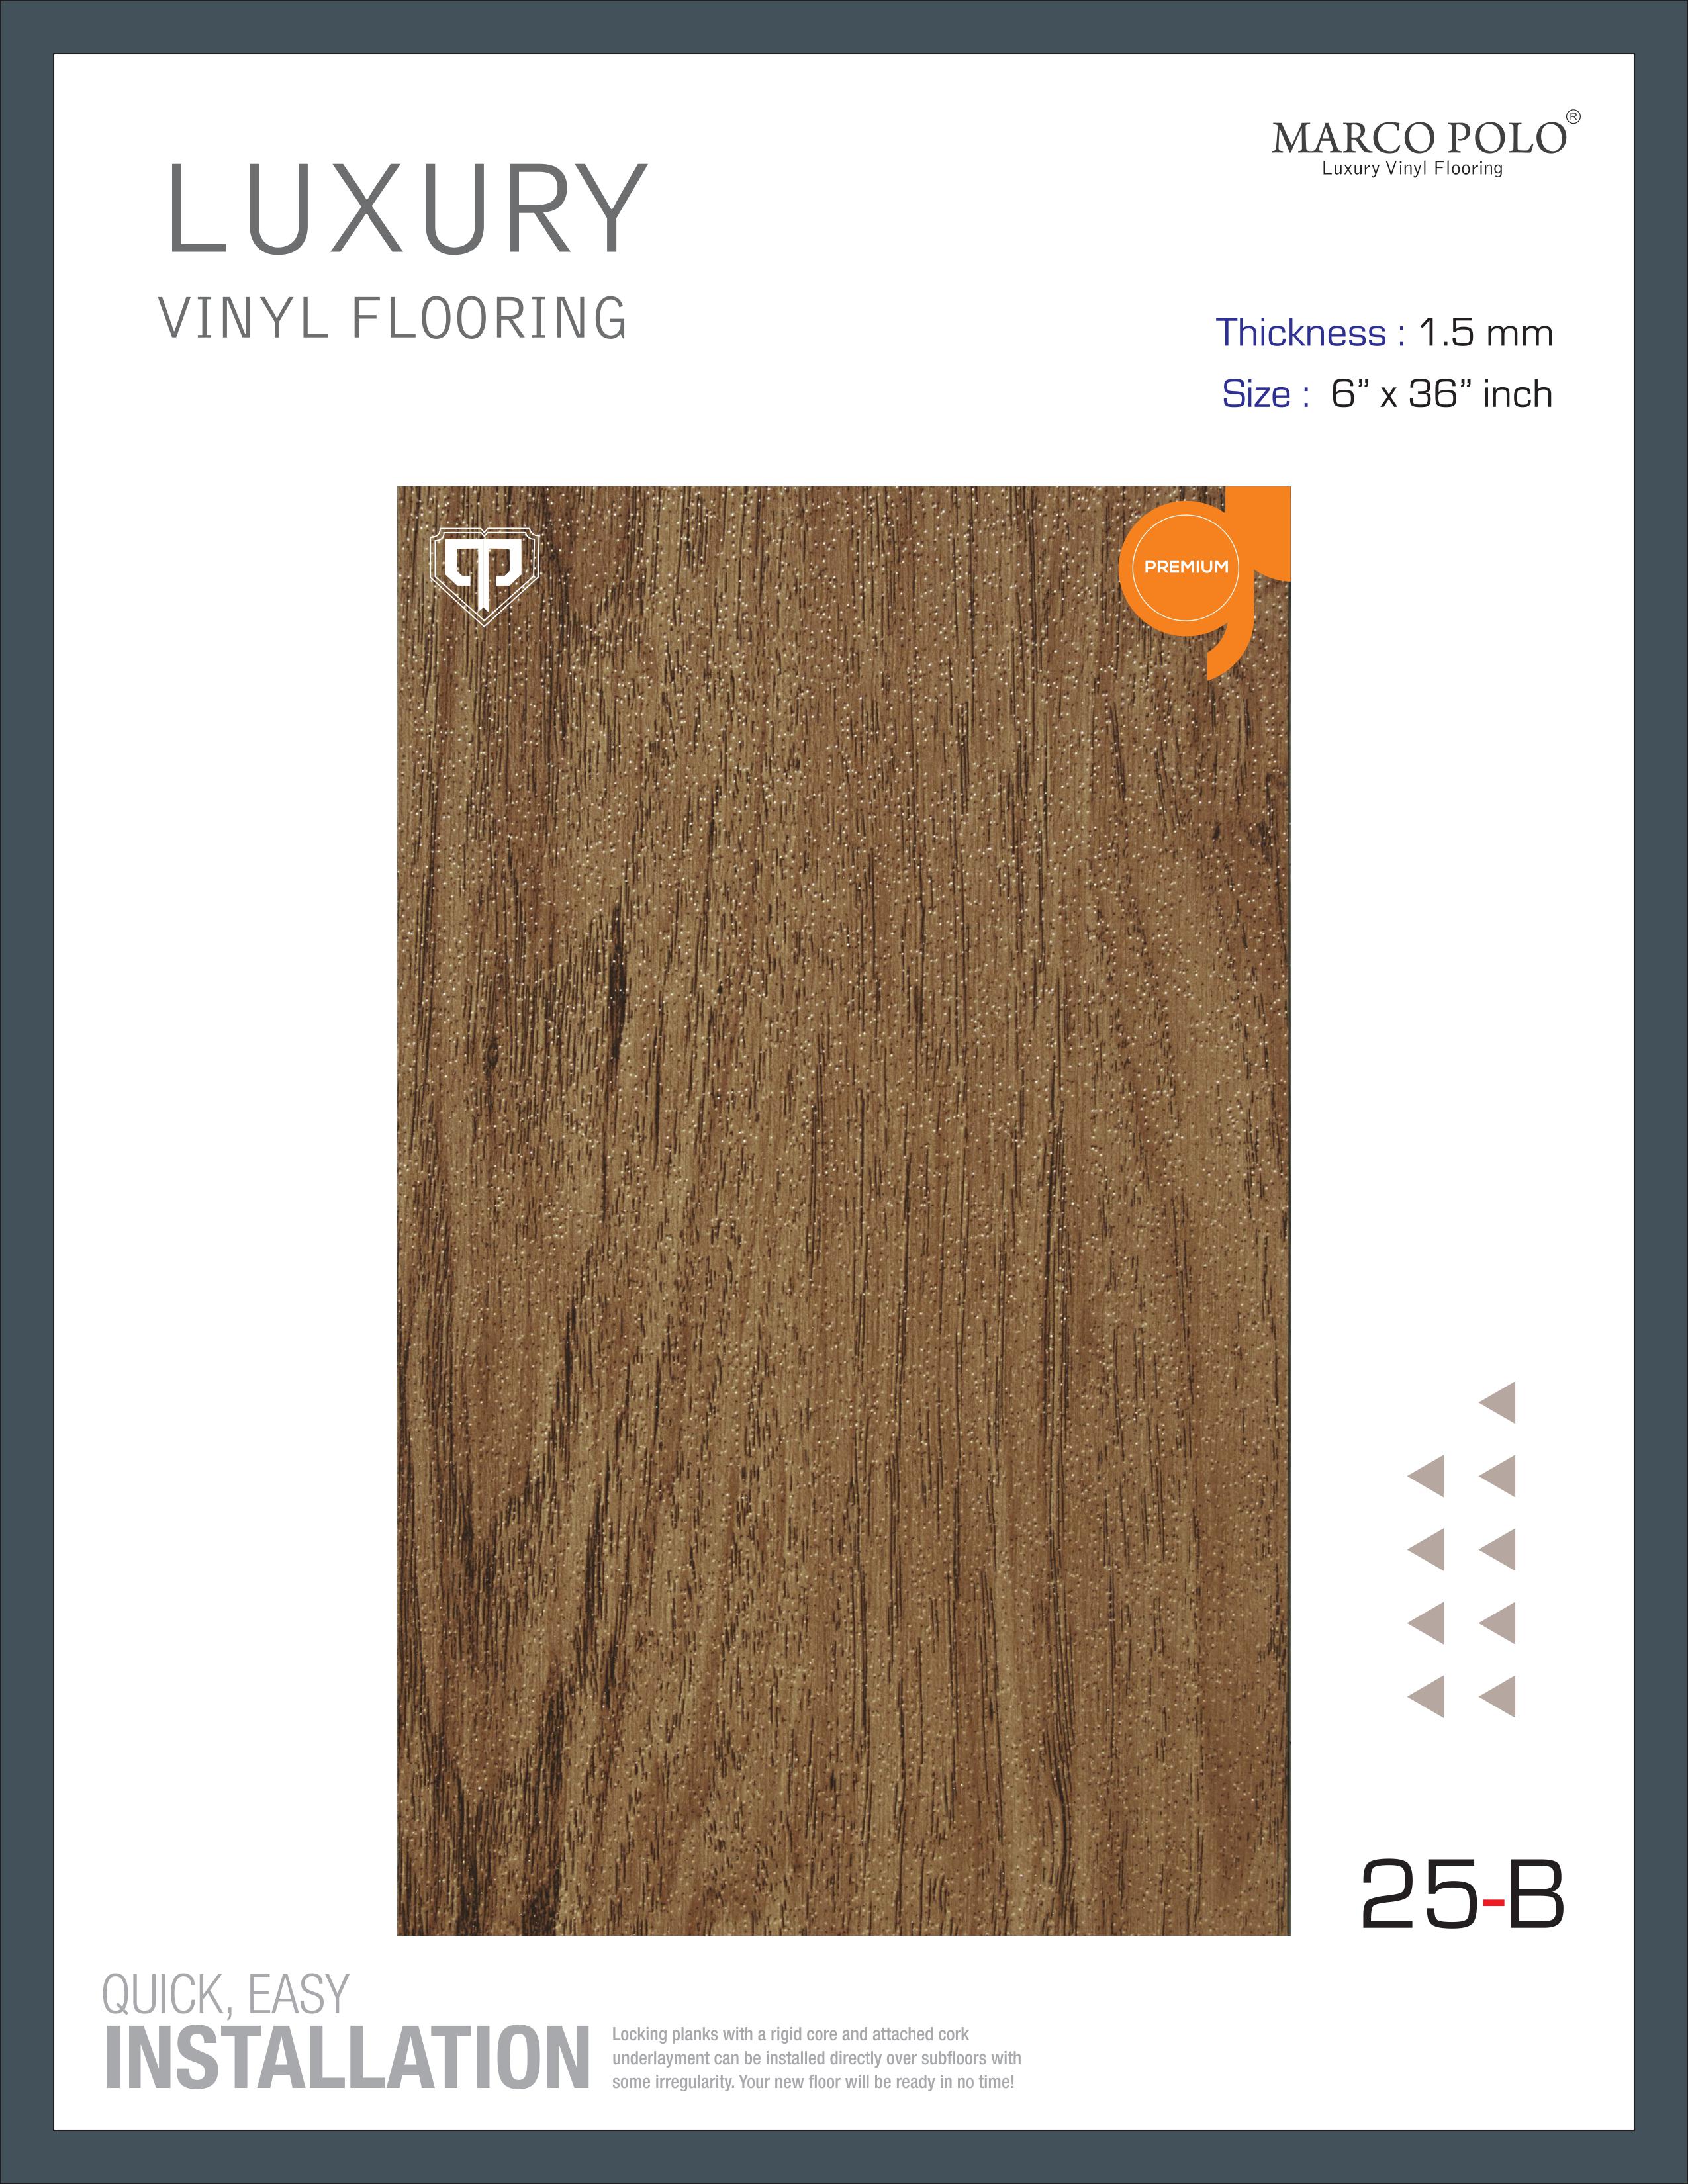 MARCO POLO®
Luxury Vinyl Flooring
LUXURY
VINYL FLOORING
Thickness : 1.5 mm
Size : 6” x 36” inch
PREMIUM
25-B
QUICK, EASY
INSTALLATION
Locking planks with a rigid core and attached cork
underlayment can be installed directly over subfloors with
some irregularity. Your new floor will be ready in no time!